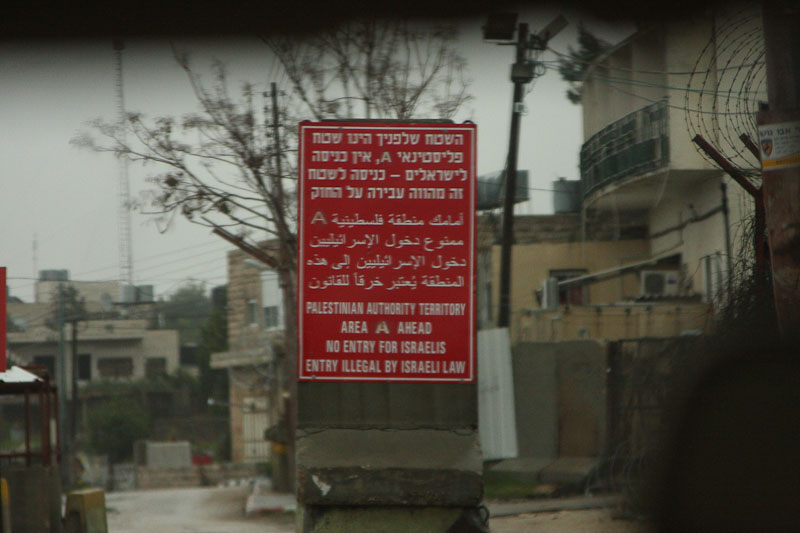 השטח שלפניך הינו שטח
פליסטינאי A, אין כניסה
לישראלים – כניסה לשטח
זה מהווה עבירה על החוק
أمامك منطقة فلسطينية A
ممنوع دخول الإسرائيليين
دخول الإسرائيليين إلى هذه
المنطقة يُعتبر خرقاً للقانون
PALESTINIAN AUTHORITY TERRITORY
AREA A AHEAD
NO ENTRY FOR ISRAELIS
ENTRY ILLEGAL BY ISRAELI LAW